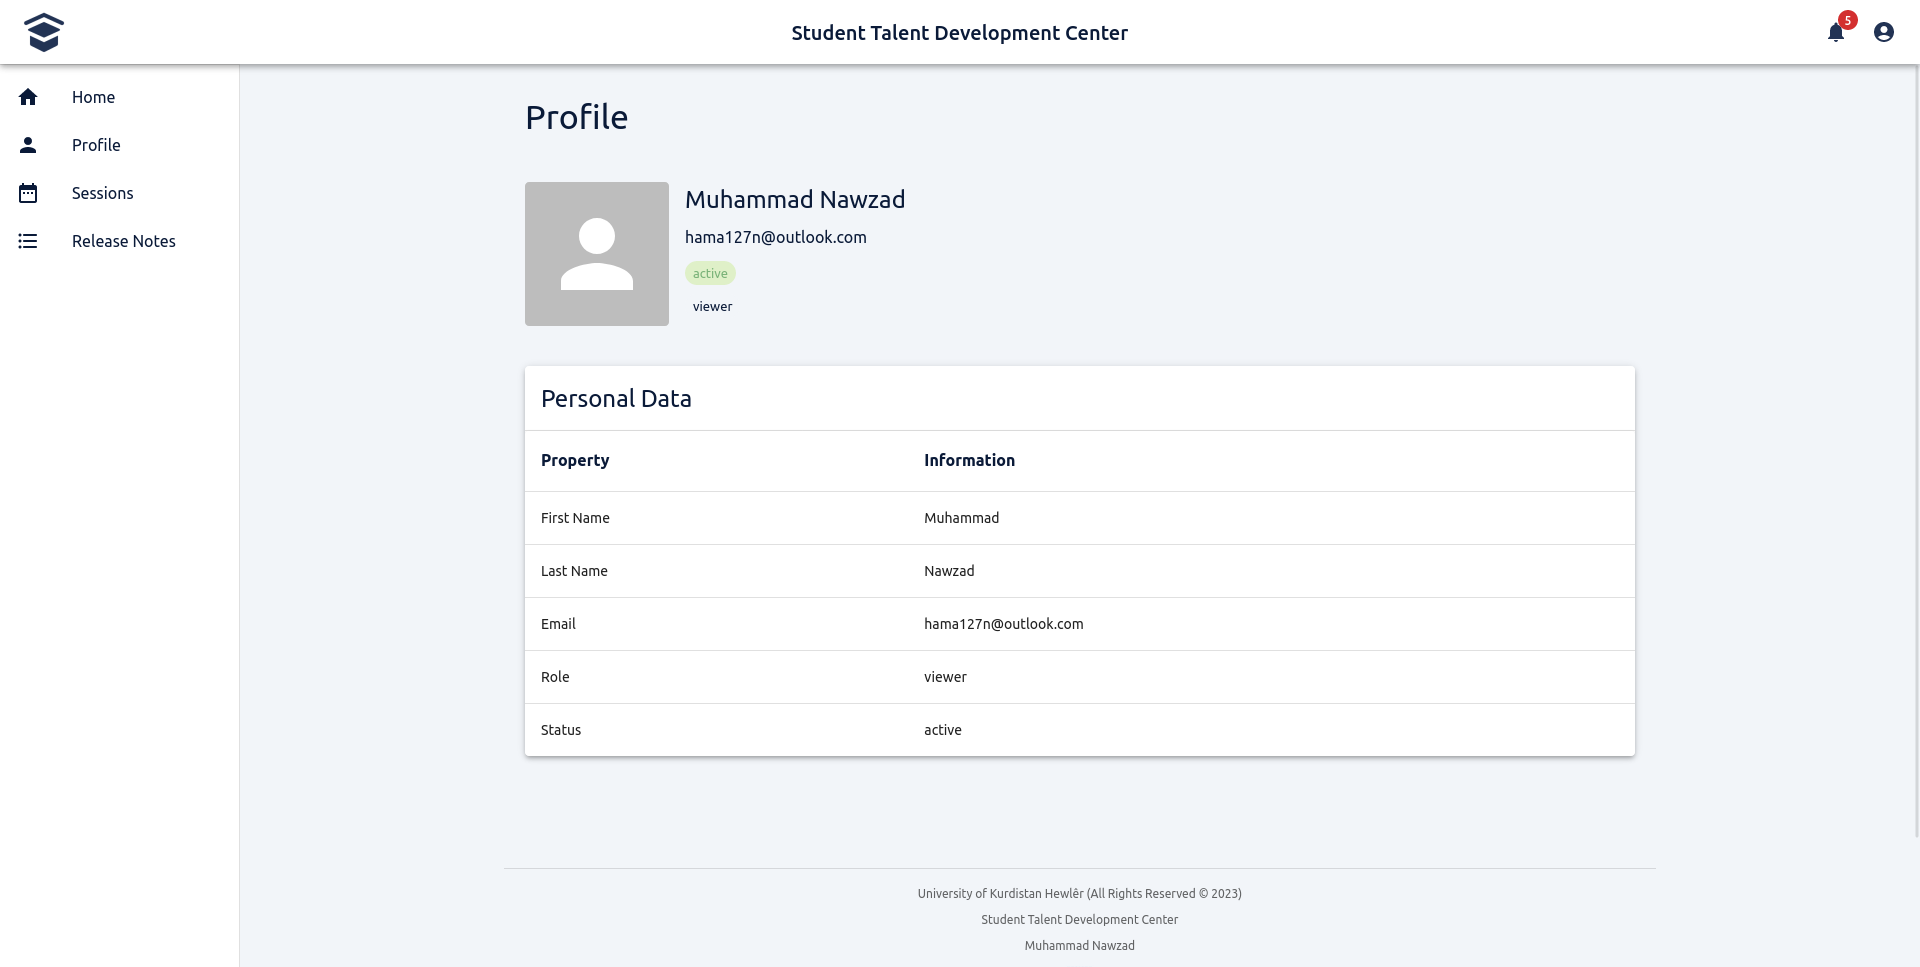 Student Talent Development Center
5
Home
Profile
Sessions
Release Notes
Profile
Muhammad Nawzad
hama127n@outlook.com
active
viewer
Personal Data
Property Information
First Name Muhammad
Last Name Nawzad
Email hama127n@outlook.com
Role viewer
Status active
University of Kurdistan Hewlêr (All Rights Reserved © 2023)
Student Talent Development Center
Muhammad Nawzad